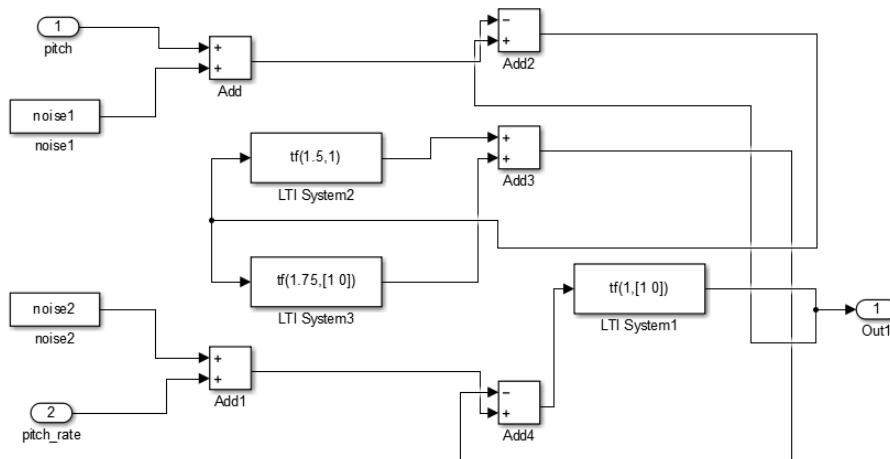 1
pitch
+
+
Add
noise1
noise1
−
+
Add2
tf(1.5,1)
LTI System2
+
+
Add3
tf(1.75,[1 0])
LTI System3
tf(1,[1 0])
LTI System1
1
Out1
noise2
noise2
+
+
Add1
2
pitch_rate
−
+
Add4